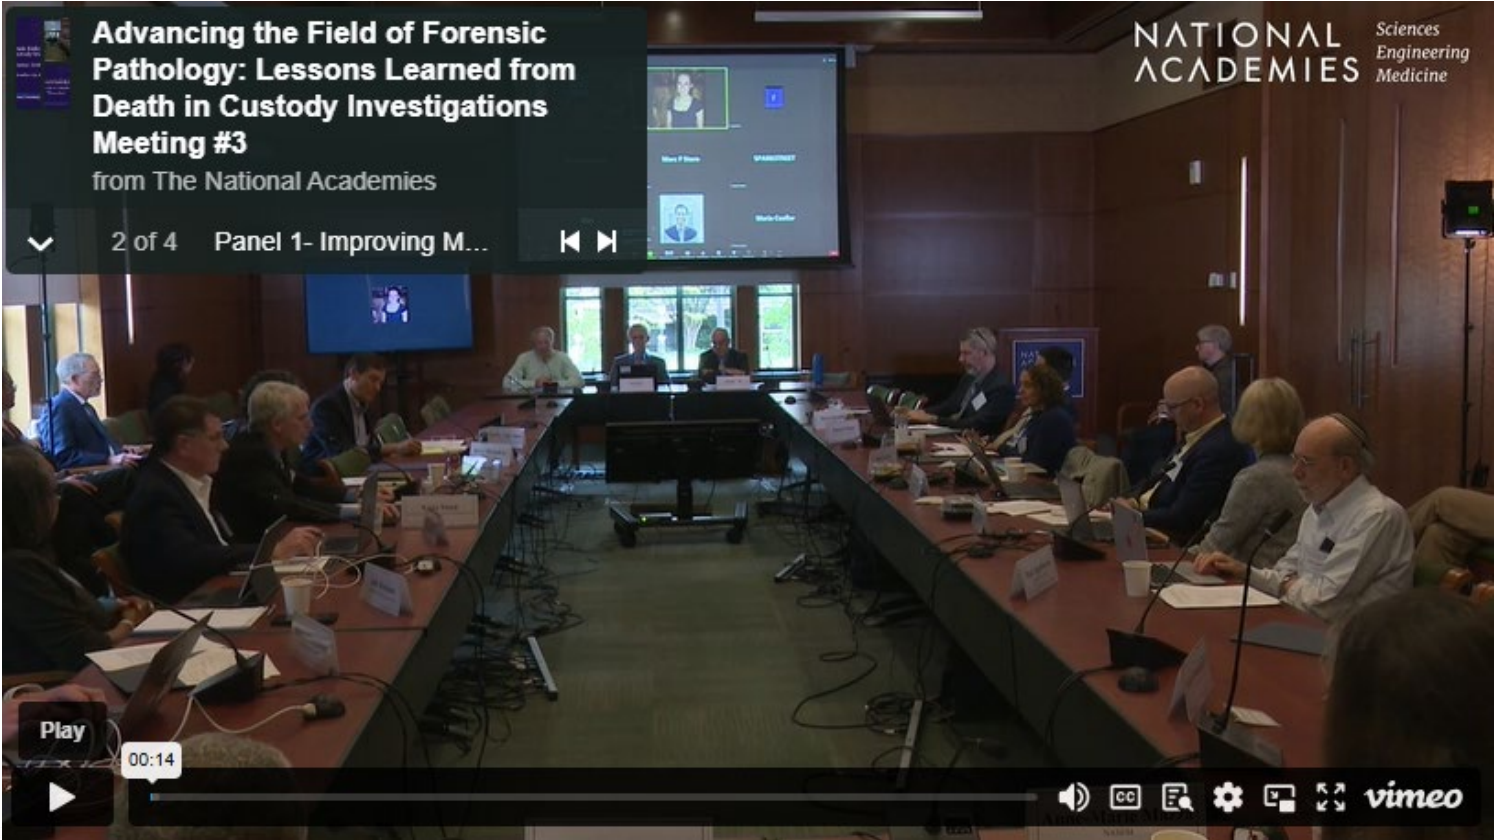 Advancing the Field of Forensic
Pathology: Lessons Learned from
Death in Custody Investigations
Meeting #3
from The National Academies
2 of 4 Panel 1- Improving M...
NATIONAL
ACADEMIES
Sciences
Engineering
Medicine
Play
00:14
CC
vimeo